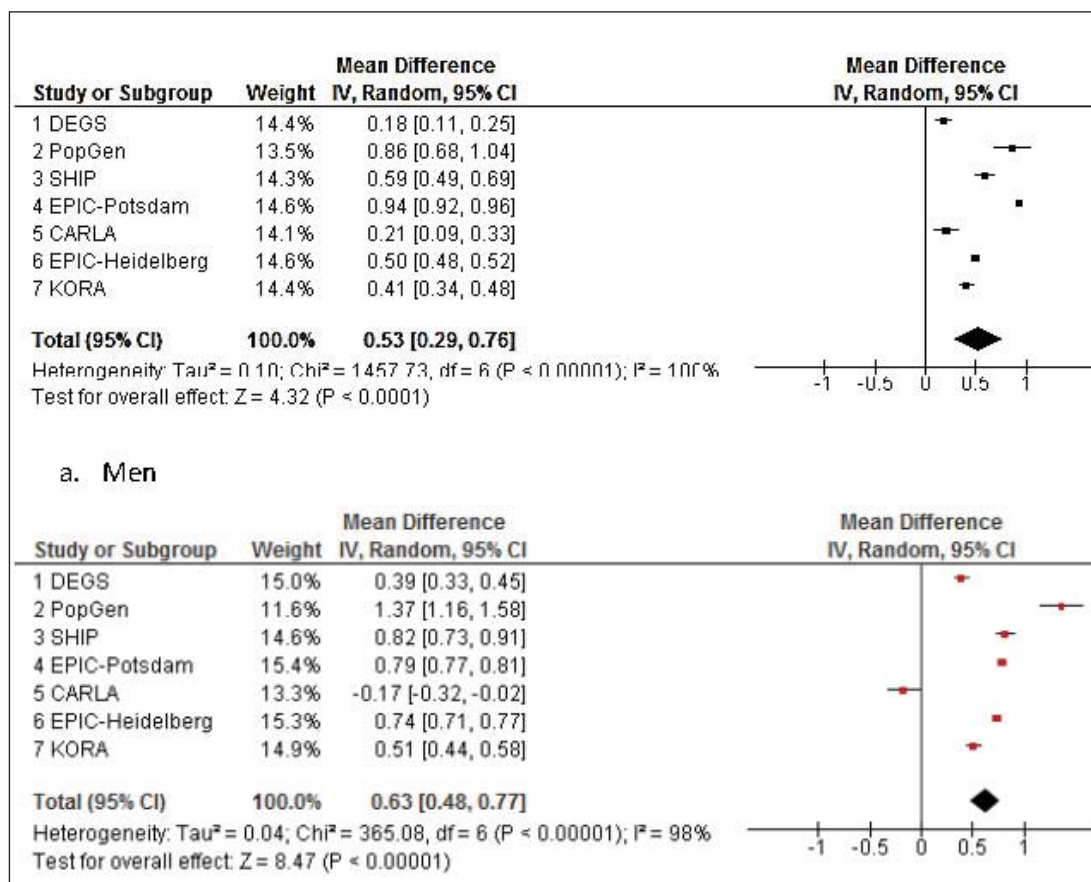 Mean Difference Mean Difference
Study or Subgroup Weight IV, Random, 95% CI IV, Random, 95% CI
1 DEGS 14.4% 0.18 [0.11, 0.25]
2 PopGen 13.5% 0.86 [0.68, 1.04]
3 SHIP 14.3% 0.59 [0.49, 0.69]
4 EPIC-Potsdam 14.6% 0.94 [0.92, 0.96]
5 CARLA 14.1% 0.21 [0.09, 0.33]
6 EPIC-Heidelberg 14.6% 0.50 [0.48, 0.52]
7 KORA 14.4% 0.41 [0.34, 0.48]
Total (95% CI) 100.0% 0.53 [0.29, 0.76]
Heterogeneity: Tau² = 0.10; Chi² = 1457.73, df = 6 (P < 0.00001); I² = 100%
-1 -0.5 0 0.5 1
Test for overall effect: Z = 4.32 (P < 0.0001)
a. Men
Mean Difference Mean Difference
Study or Subgroup Weight IV, Random, 95% CI IV, Random, 95% CI
1 DEGS 15.0% 0.39 [0.33, 0.45]
2 PopGen 11.6% 1.37 [1.16, 1.58]
3 SHIP 14.6% 0.82 [0.73, 0.91]
4 EPIC-Potsdam 15.4% 0.79 [0.77, 0.81]
5 CARLA 13.3% -0.17 [-0.32, -0.02]
6 EPIC-Heidelberg 15.3% 0.74 [0.71, 0.77]
7 KORA 14.9% 0.51 [0.44, 0.58]
Total (95% CI) 100.0% 0.63 [0.48, 0.77]
Heterogeneity: Tau² = 0.04; Chi² = 365.08, df = 6 (P < 0.00001); I² = 98%
-1 -0.5 0 0.5 1
Test for overall effect: Z = 8.47 (P < 0.00001)